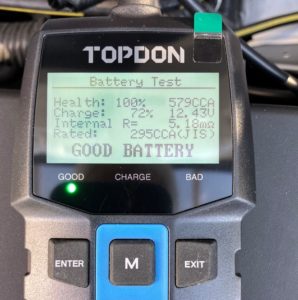 TOPDON
Battery Test
Health: 100% 579CCA
Charge: 72% 12.43V
Internal R= 5.18mΩ
Rated: 295CCA(JIS)
GOOD BATTERY
GOOD CHARGE BAD
ENTER M EXIT